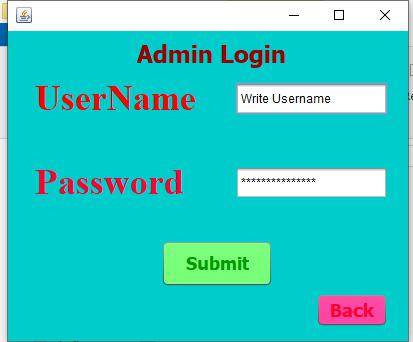 Admin Login
UserName Write Username
Password ***************
Submit
Back